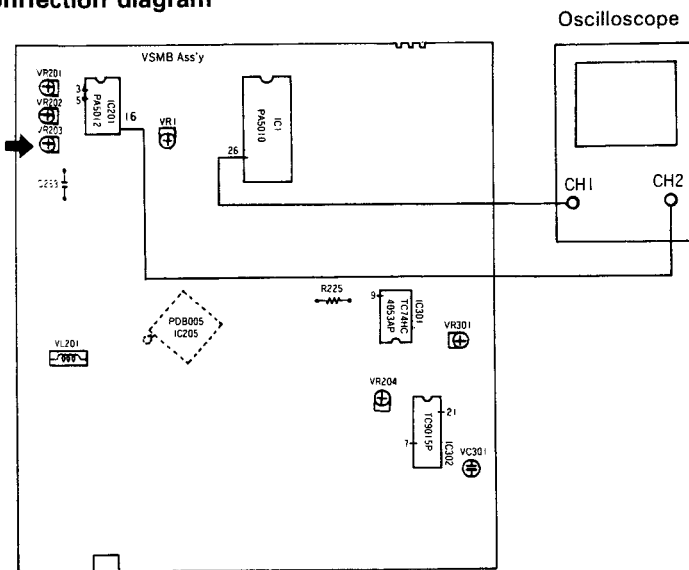 Connection diagram
Oscilloscope
VSMB Ass'y
VR201
VR202
VR203
3
5
IC201
PA5012
16
VR1
IC1
PA5010
26
CH1
CH2
R225
9
IC301
TC74HC
4053AP
VR301
PDB005
IC205
VL201
VR204
TC9015P
21
7
IC302
VC301